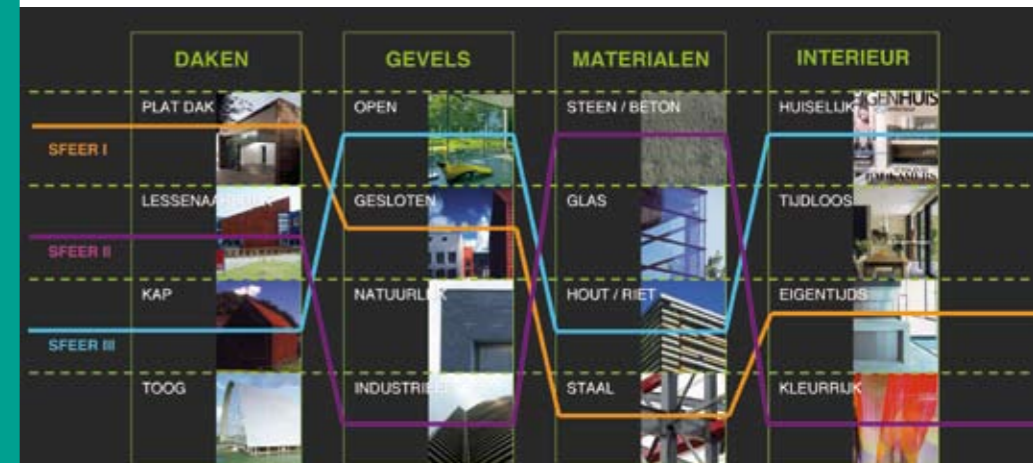 DAKEN GEVELS MATERIALEN INTERIEUR
PLAT DAK OPEN STEEN / BETON HUISELIJK
SFEER I
GESLOTEN GLAS TIJDLOOS
SFEER II
KAP HOUT / RIET EIGENTIJDS
SFEER III
TOOG STAAL KLEURRIJK